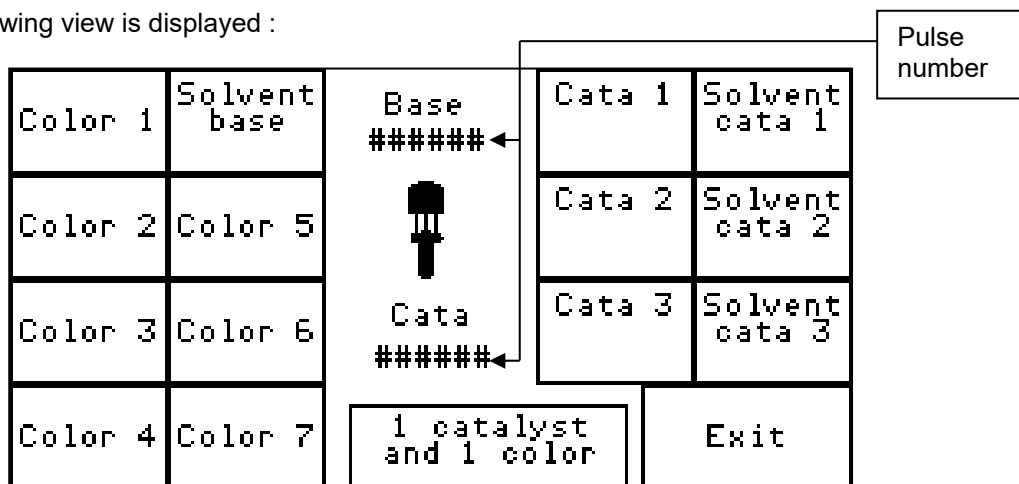 wing view is displayed :
Pulse
number
Color 1
Solvent
base
Base
######
Cata 1
Solvent
cata 1
Color 2
Color 5
Cata 2
Solvent
cata 2
Color 3
Color 6
Cata
######
Cata 3
Solvent
cata 3
Color 4
Color 7
1 catalyst
and 1 color
Exit